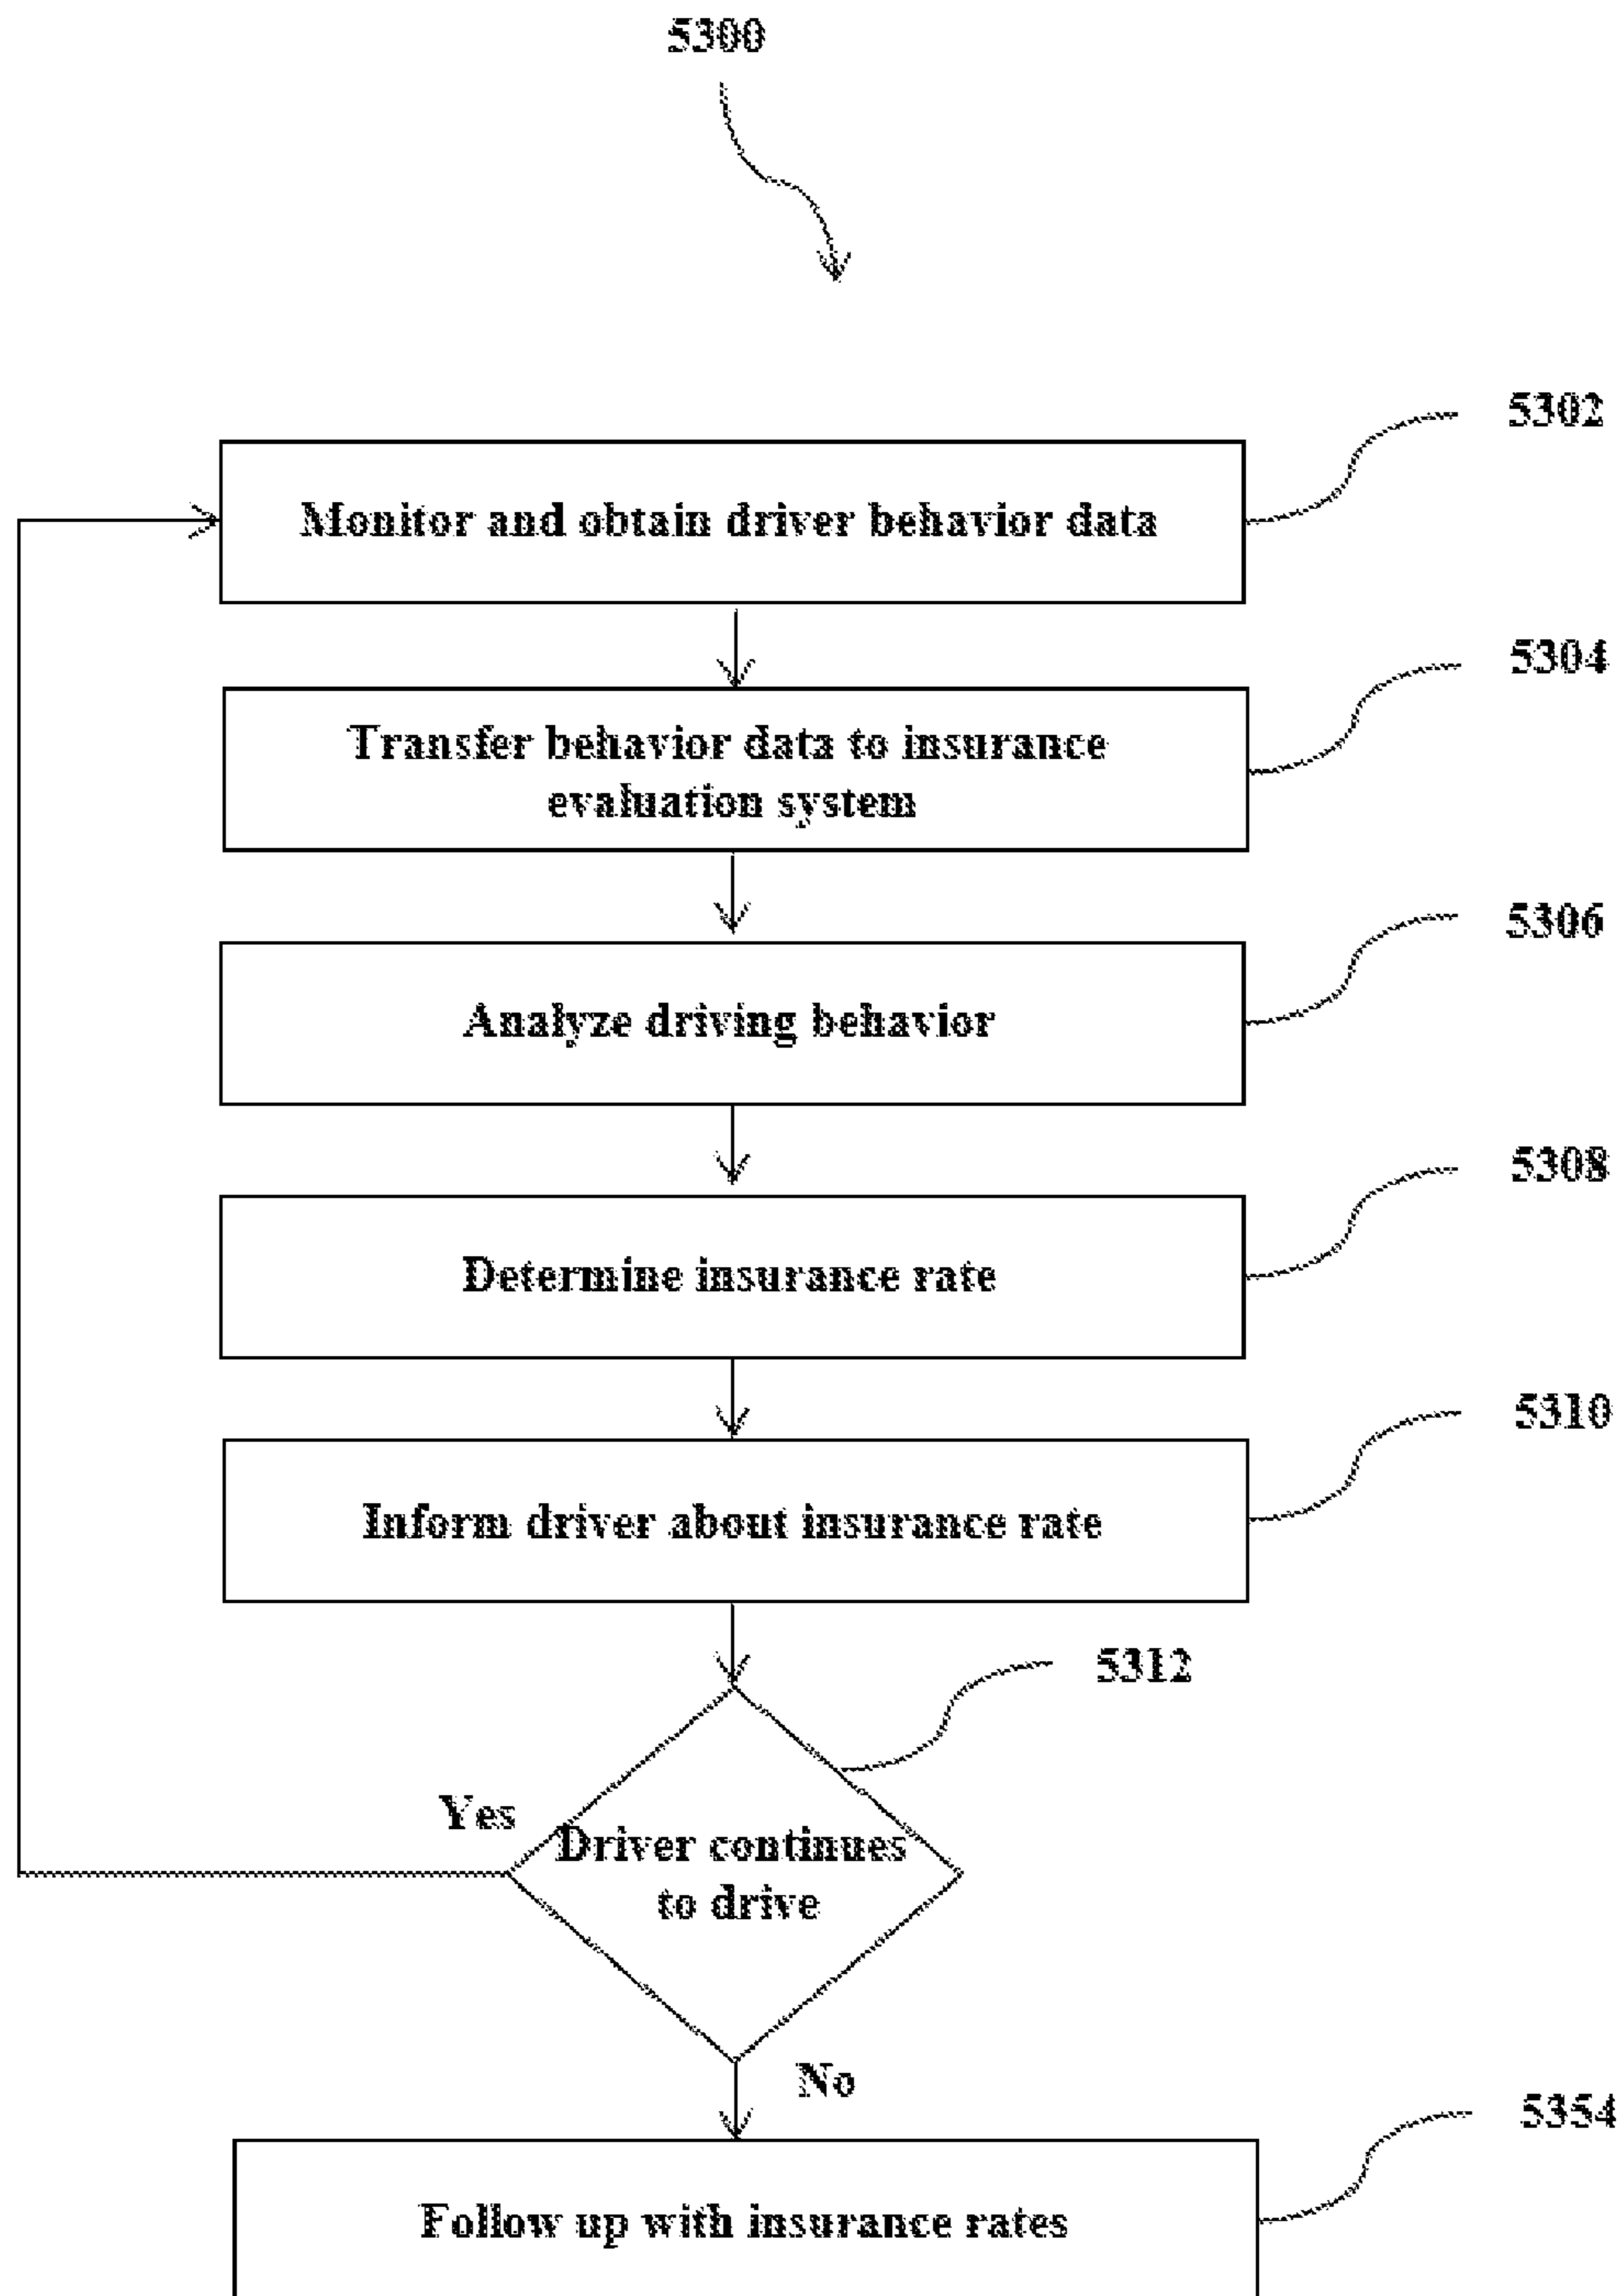 5300
5302
Monitor and obtain driver behavior data
5304
Transfer behavior data to insurance
evaluation system
5306
Analyze driving behavior
5308
Determine insurance rate
5310
Inform driver about insurance rate
5312
Yes
Driver continues
to drive
No
5354
Follow up with insurance rates